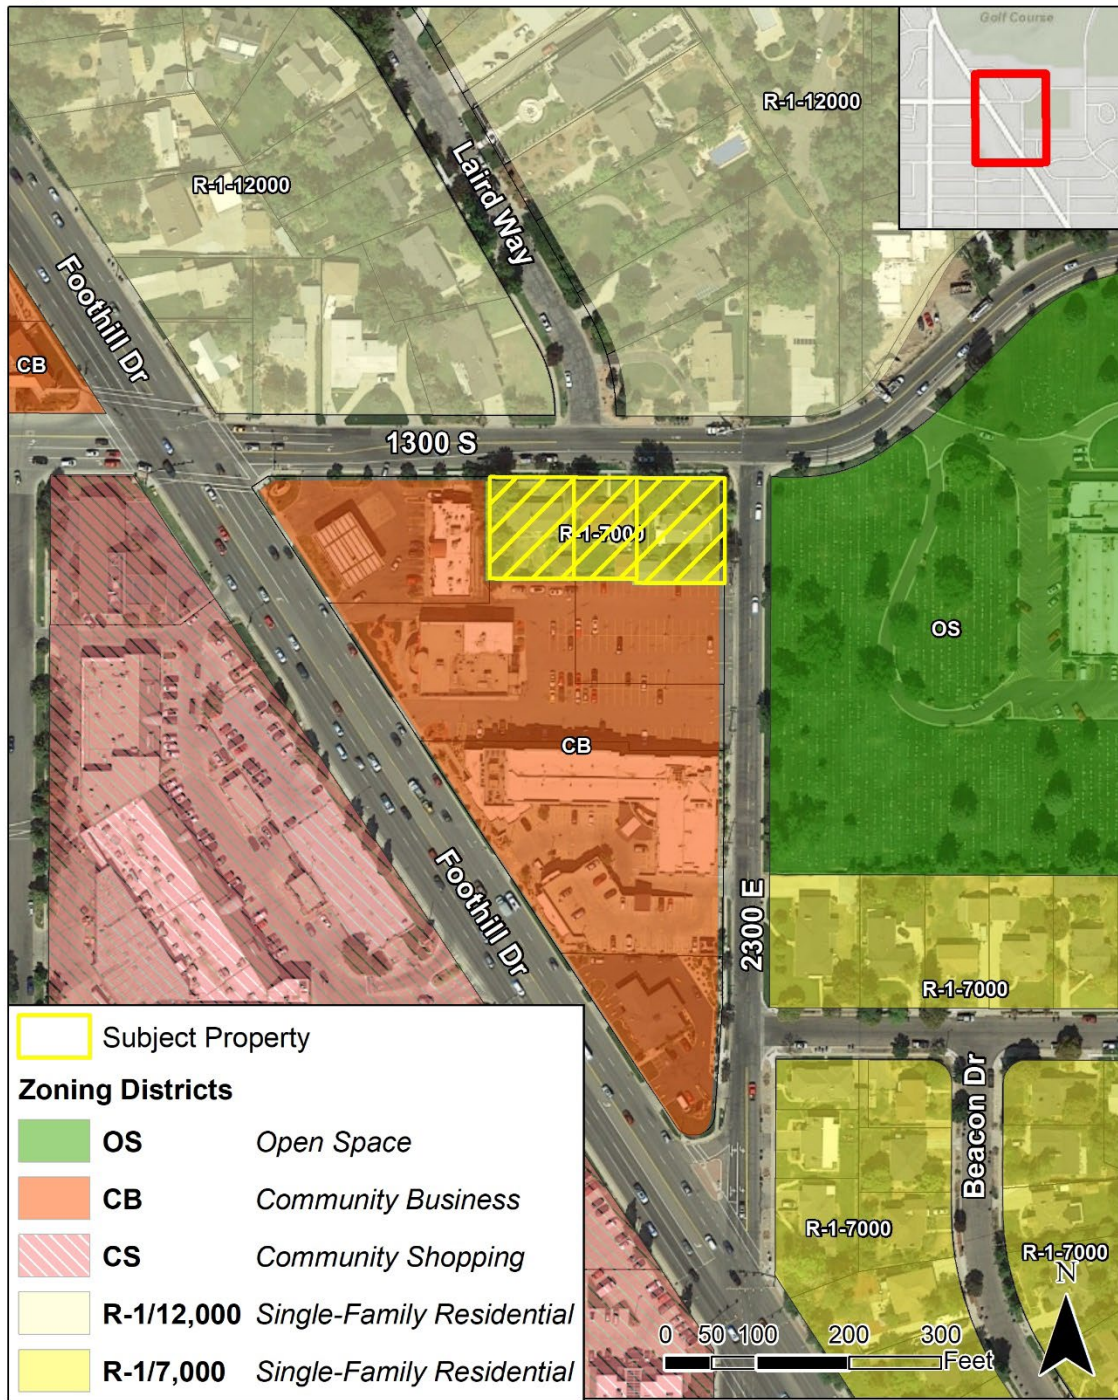 Golf Course
R-1-12000
R-1-12000
Laird Way
Foothill Dr
CB
1300 S
R-1-7000
OS
CB
Foothill Dr
2300 E
R-1-7000
Beacon Dr
R-1-7000
R-1-7000
Subject Property
Zoning Districts
OS Open Space
CB Community Business
CS Community Shopping
R-1/12,000 Single-Family Residential
R-1/7,000 Single-Family Residential
N
0 50 100 200 300
Feet